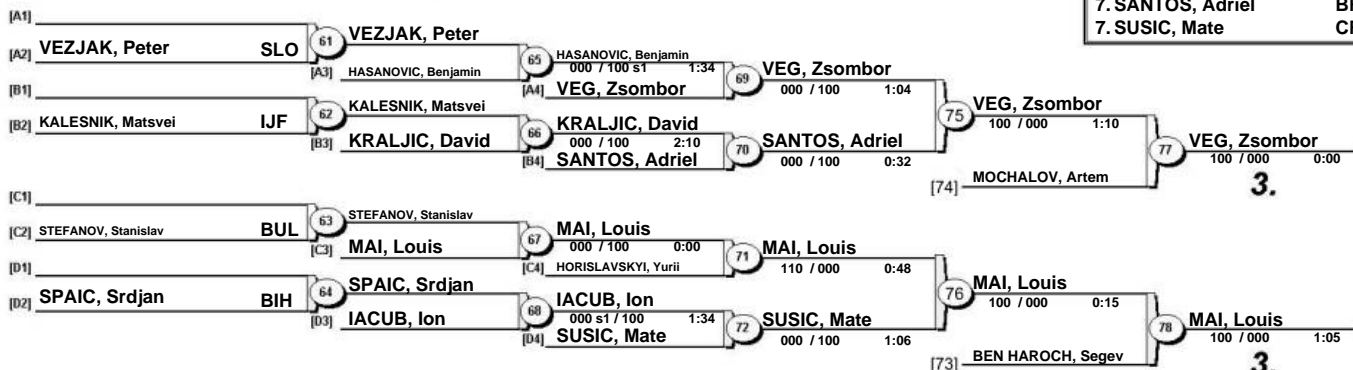 7. SANTOS, Adriel
7. SUSIC, Mate
[A1]
[A2] VEZJAK, Peter SLO
61
VEZJAK, Peter
[A3] HASANOVIC, Benjamin
65
HASANOVIC, Benjamin
000 / 100 s1 1:34
[A4] VEG, Zsombor
69
VEG, Zsombor
000 / 100 1:04
[B1]
[B2] KALESNIK, Matsvei IJF
62
KALESNIK, Matsvei
[B3] KRALJIC, David
66
KRALJIC, David
000 / 100 2:10
[B4] SANTOS, Adriel
70
SANTOS, Adriel
000 / 100 0:32
75
VEG, Zsombor
100 / 000 1:10
[74] MOCHALOV, Artem
77
VEG, Zsombor
100 / 000 0:00
3.
[C1]
[C2] STEFANOV, Stanislav BUL
63
STEFANOV, Stanislav
[C3] MAI, Louis
67
MAI, Louis
000 / 100 0:00
[C4] HORISLAVSKYI, Yurii
71
MAI, Louis
110 / 000 0:48
[D1]
[D2] SPAIC, Srdjan BIH
64
SPAIC, Srdjan
[D3] IACUB, Ion
68
IACUB, Ion
000 s1 / 100 1:34
[D4] SUSIC, Mate
72
SUSIC, Mate
000 / 100 1:06
76
MAI, Louis
100 / 000 0:15
[73] BEN HAROCH, Segev
78
MAI, Louis
100 / 000 1:05
3.